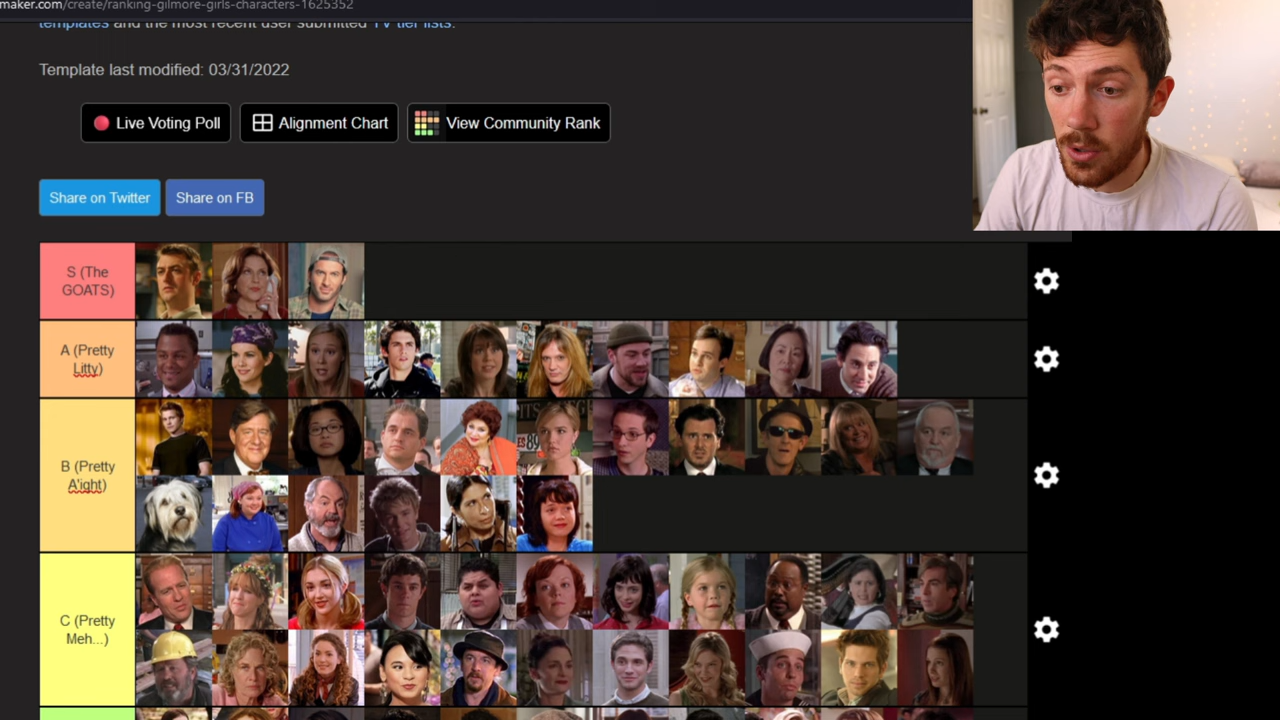 maker.com/create/ranking-gilmore-girls-characters-1625352
templates and the most recent user submitted TV tier lists.
Template last modified: 03/31/2022
Live Voting Poll
Alignment Chart
View Community Rank
Share on Twitter
Share on FB
S (The
GOATS)
A (Pretty
Litty)
B (Pretty
A'ight)
C (Pretty
Meh...)